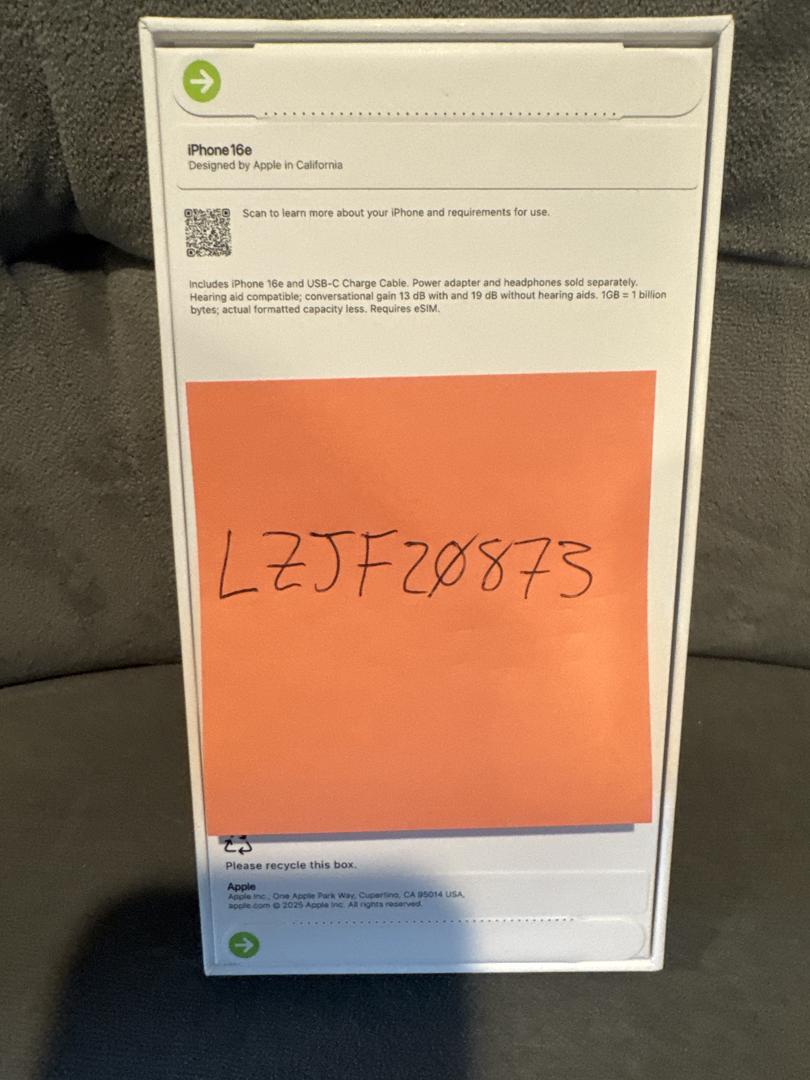 iPhone 16e
Designed by Apple in California
Scan to learn more about your iPhone and requirements for use.
Includes iPhone 16e and USB-C Charge Cable. Power adapter and headphones sold separately.
Hearing aid compatible; conversational gain 13 dB with and 19 dB without hearing aids. 1GB = 1 billion
bytes; actual formatted capacity less. Requires eSIM.
LZJF20873
Please recycle this box.
Apple
Apple Inc., One Apple Park Way, Cupertino, CA 95014 USA,
apple.com © 2025 Apple Inc. All rights reserved.